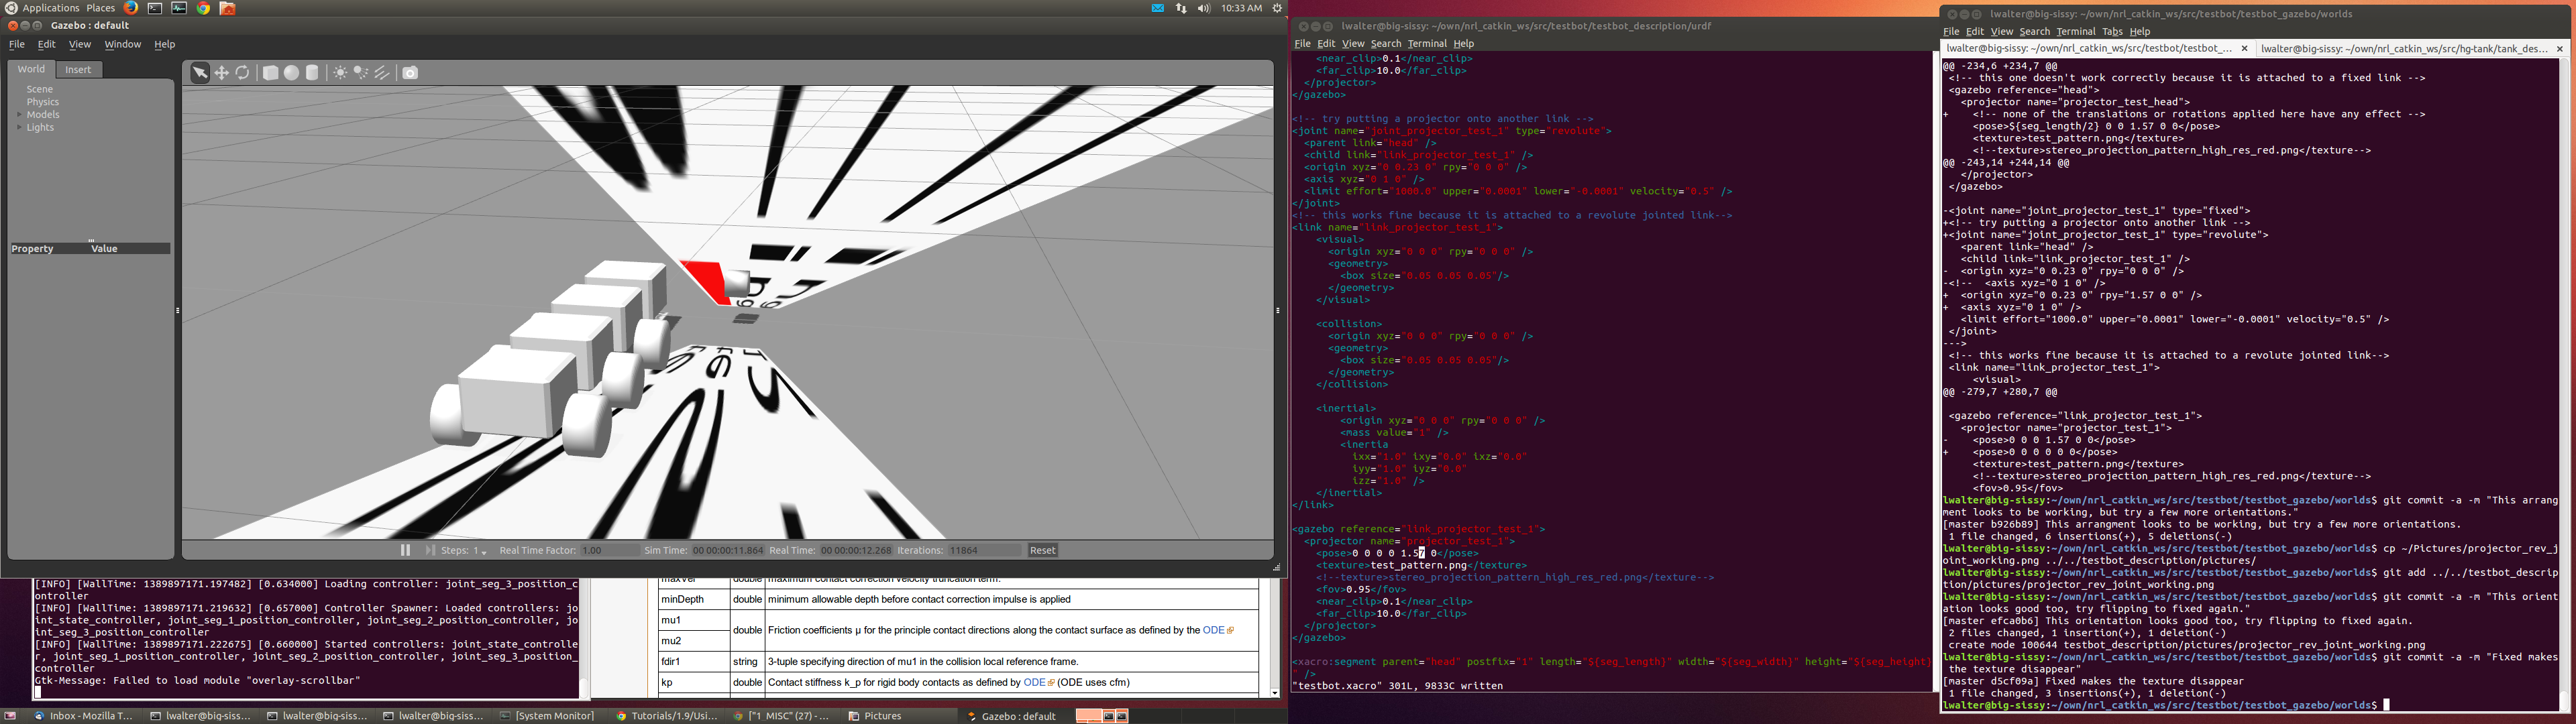 Applications Places
10:33 AM
Gazebo : default
File Edit View Window Help
World Insert
Scene
Physics
Models
Lights
Property Value
Steps: 1 Real Time Factor: 1.00 Sim Time: 00 00:00:11.864 Real Time: 00 00:00:12.268 Iterations: 11864 Reset
[INFO] [WallTime: 1389897171.197482] [0.634000] Loading controller: joint_seg_3_position_c
ontroller
[INFO] [WallTime: 1389897171.219632] [0.657000] Controller Spawner: Loaded controllers: jo
int_state_controller, joint_seg_1_position_controller, joint_seg_2_position_controller, jo
int_seg_3_position_controller
[INFO] [WallTime: 1389897171.222675] [0.660000] Started controllers: joint_state_controlle
r, joint_seg_1_position_controller, joint_seg_2_position_controller, joint_seg_3_position_
controller
Gtk-Message: Failed to load module "overlay-scrollbar"
maxVel double maximum contact correction velocity truncation term.
minDepth double minimum allowable depth before contact correction impulse is applied
mu1
mu2
double Friction coefficients μ for the principle contact directions along the contact surface as defined by the ODE
fdir1 string 3-tuple specifying direction of mu1 in the collision local reference frame.
kp double Contact stiffness k_p for rigid body contacts as defined by ODE (ODE uses cfm)
Inbox - Mozilla T... lwalter@big-siss... lwalter@big-siss... lwalter@big-siss... [System Monitor] Tutorials/1.9/Usi... ["1 MISC" (27) - ... Pictures Gazebo : default
lwalter@big-sissy: ~/own/nrl_catkin_ws/src/testbot/testbot_description/urdf
File Edit View Search Terminal Help
<near_clip>0.1</near_clip>
<far_clip>10.0</far_clip>
</projector>
</gazebo>
<!-- try putting a projector onto another link -->
<joint name="joint_projector_test_1" type="revolute">
<parent link="head" />
<child link="link_projector_test_1" />
<origin xyz="0 0.23 0" rpy="0 0 0" />
<axis xyz="0 1 0" />
<limit effort="1000.0" upper="0.0001" lower="-0.0001" velocity="0.5" />
</joint>
<!-- this works fine because it is attached to a revolute jointed link-->
<link name="link_projector_test_1">
<visual>
<origin xyz="0 0 0" rpy="0 0 0" />
<geometry>
<box size="0.05 0.05 0.05"/>
</geometry>
</visual>
<collision>
<origin xyz="0 0 0" rpy="0 0 0" />
<geometry>
<box size="0.05 0.05 0.05"/>
</geometry>
</collision>
<inertial>
<origin xyz="0 0 0" rpy="0 0 0" />
<mass value="1" />
<inertia
ixx="1.0" ixy="0.0" ixz="0.0"
iyy="1.0" iyz="0.0"
izz="1.0" />
</inertial>
</link>
<gazebo reference="link_projector_test_1">
<projector name="projector_test_1">
<pose>0 0 0 0 1.57 0</pose>
<texture>test_pattern.png</texture>
<!--texture>stereo_projection_pattern_high_res_red.png</texture-->
<fov>0.95</fov>
<near_clip>0.1</near_clip>
<far_clip>10.0</far_clip>
</projector>
</gazebo>
<xacro:segment parent="head" postfix="1" length="${seg_length}" width="${seg_width}" height="${seg_height}
" />
"testbot.xacro" 301L, 9833C written
lwalter@big-sissy: ~/own/nrl_catkin_ws/src/testbot/testbot_gazebo/worlds
File Edit View Search Terminal Tabs Help
lwalter@big-sissy: ~/own/nrl_catkin_ws/src/testbot/testbot_... lwalter@big-sissy: ~/own/nrl_catkin_ws/src/hg-tank/tank_des...
@@ -234,6 +234,7 @@
<!-- this one doesn't work correctly because it is attached to a fixed link -->
<gazebo reference="head">
<projector name="projector_test_head">
+ <!-- none of the translations or rotations applied here have any effect -->
<pose>${seg_length/2} 0 0 1.57 0 0</pose>
<texture>test_pattern.png</texture>
<!--texture>stereo_projection_pattern_high_res_red.png</texture-->
@@ -243,14 +244,14 @@
</projector>
</gazebo>
-<joint name="joint_projector_test_1" type="fixed">
+<!-- try putting a projector onto another link -->
+<joint name="joint_projector_test_1" type="revolute">
<parent link="head" />
<child link="link_projector_test_1" />
- <origin xyz="0 0.23 0" rpy="0 0 0" />
-<!-- <axis xyz="0 1 0" />
+ <origin xyz="0 0.23 0" rpy="1.57 0 0" />
+ <axis xyz="0 1 0" />
<limit effort="1000.0" upper="0.0001" lower="-0.0001" velocity="0.5" />
</joint>
--->
<!-- this works fine because it is attached to a revolute jointed link-->
<link name="link_projector_test_1">
<visual>
@@ -279,7 +280,7 @@
<gazebo reference="link_projector_test_1">
<projector name="projector_test_1">
- <pose>0 0 0 1.57 0 0</pose>
+ <pose>0 0 0 0 0 0</pose>
<texture>test_pattern.png</texture>
<!--texture>stereo_projection_pattern_high_res_red.png</texture-->
<fov>0.95</fov>
lwalter@big-sissy:~/own/nrl_catkin_ws/src/testbot/testbot_gazebo/worlds$ git commit -a -m "This arrang
ment looks to be working, but try a few more orientations."
[master b926b89] This arrangment looks to be working, but try a few more orientations.
1 file changed, 6 insertions(+), 5 deletions(-)
lwalter@big-sissy:~/own/nrl_catkin_ws/src/testbot/testbot_gazebo/worlds$ cp ~/Pictures/projector_rev_j
oint_working.png ../../testbot_description/pictures/
lwalter@big-sissy:~/own/nrl_catkin_ws/src/testbot/testbot_gazebo/worlds$ git add ../../testbot_descrip
tion/pictures/projector_rev_joint_working.png
lwalter@big-sissy:~/own/nrl_catkin_ws/src/testbot/testbot_gazebo/worlds$ git commit -a -m "This orient
ation looks good too, try flipping to fixed again."
[master efca0b6] This orientation looks good too, try flipping to fixed again.
2 files changed, 1 insertion(+), 1 deletion(-)
create mode 100644 testbot_description/pictures/projector_rev_joint_working.png
lwalter@big-sissy:~/own/nrl_catkin_ws/src/testbot/testbot_gazebo/worlds$ git commit -a -m "Fixed makes
the texture disappear"
[master d5cf09a] Fixed makes the texture disappear
1 file changed, 3 insertions(+), 1 deletion(-)
lwalter@big-sissy:~/own/nrl_catkin_ws/src/testbot/testbot_gazebo/worlds$